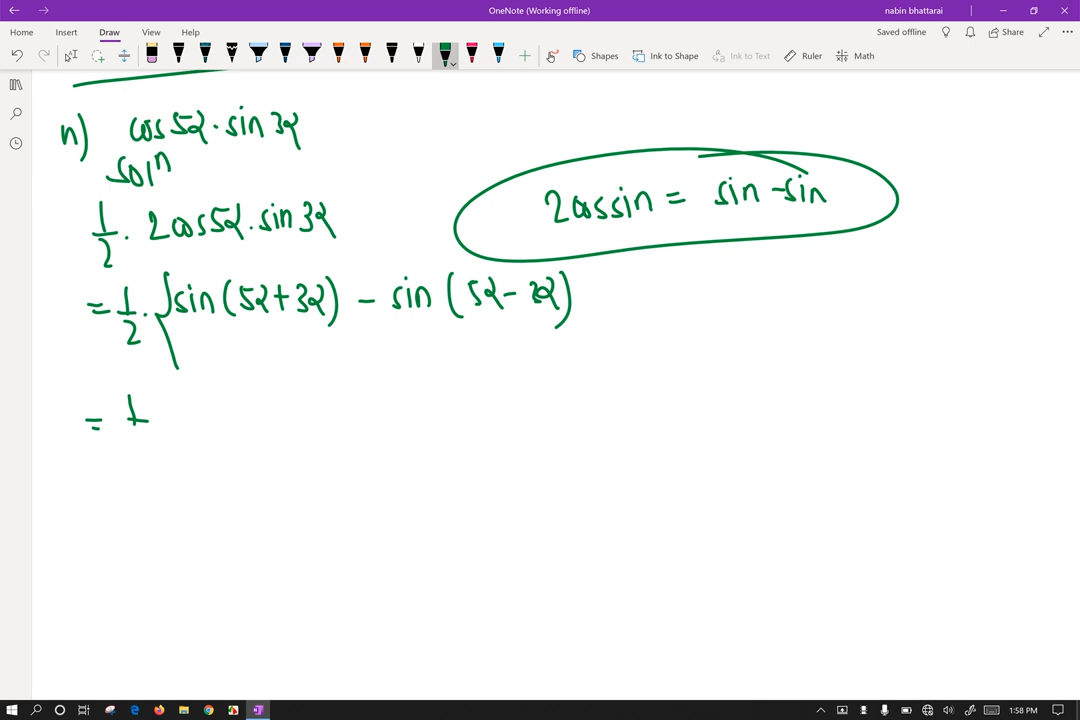 OneNote (Working offline)
nabin bhattarai
Home Insert Draw View Help
Saved offline Share
Shapes Ink to Shape Ink to Text Ruler Math
n) cos5α·sin3α
solⁿ
1/2 · 2cos5α·sin3α
2cossin = sin - sin
= 1/2 · [sin(5α+3α) - sin(5α-3α)
= 1
1:58 PM